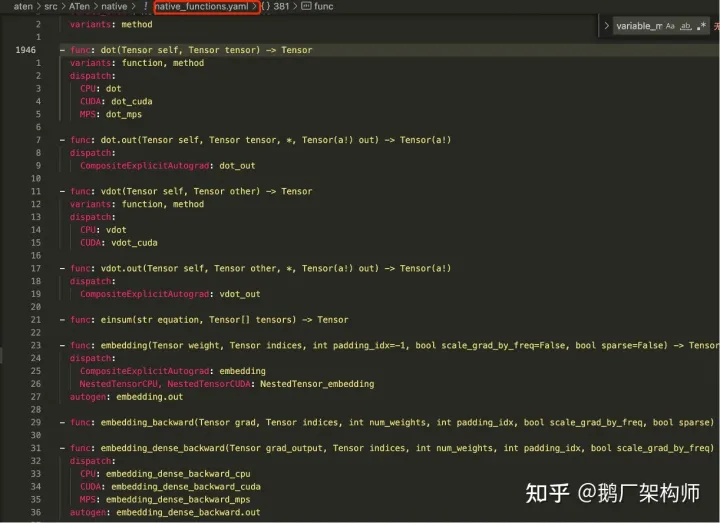 aten > src > ATen > native > ! native_functions.yaml > {} 381 > func
variable_m Aa ab .*
2 variants: method
1
1946 - func: dot(Tensor self, Tensor tensor) -> Tensor
1 variants: function, method
2 dispatch:
3 CPU: dot
4 CUDA: dot_cuda
5 MPS: dot_mps
6
7 - func: dot.out(Tensor self, Tensor tensor, *, Tensor(a!) out) -> Tensor(a!)
8 dispatch:
9 CompositeExplicitAutograd: dot_out
10
11 - func: vdot(Tensor self, Tensor other) -> Tensor
12 variants: function, method
13 dispatch:
14 CPU: vdot
15 CUDA: vdot_cuda
16
17 - func: vdot.out(Tensor self, Tensor other, *, Tensor(a!) out) -> Tensor(a!)
18 dispatch:
19 CompositeExplicitAutograd: vdot_out
20
21 - func: einsum(str equation, Tensor[] tensors) -> Tensor
22
23 - func: embedding(Tensor weight, Tensor indices, int padding_idx=-1, bool scale_grad_by_freq=False, bool sparse=False) -> Tensor
24 dispatch:
25 CompositeExplicitAutograd: embedding
26 NestedTensorCPU, NestedTensorCUDA: NestedTensor_embedding
27 autogen: embedding.out
28
29 - func: embedding_backward(Tensor grad, Tensor indices, int num_weights, int padding_idx, bool scale_grad_by_freq, bool sparse)
30
31 - func: embedding_dense_backward(Tensor grad_output, Tensor indices, int num_weights, int padding_idx, bool scale_grad_by_freq)
32 dispatch:
33 CPU: embedding_dense_backward_cpu
34 CUDA: embedding_dense_backward_cuda
35 MPS: embedding_dense_backward_mps
36 autogen: embedding_dense_backward.out
知乎 @鹅厂架构师